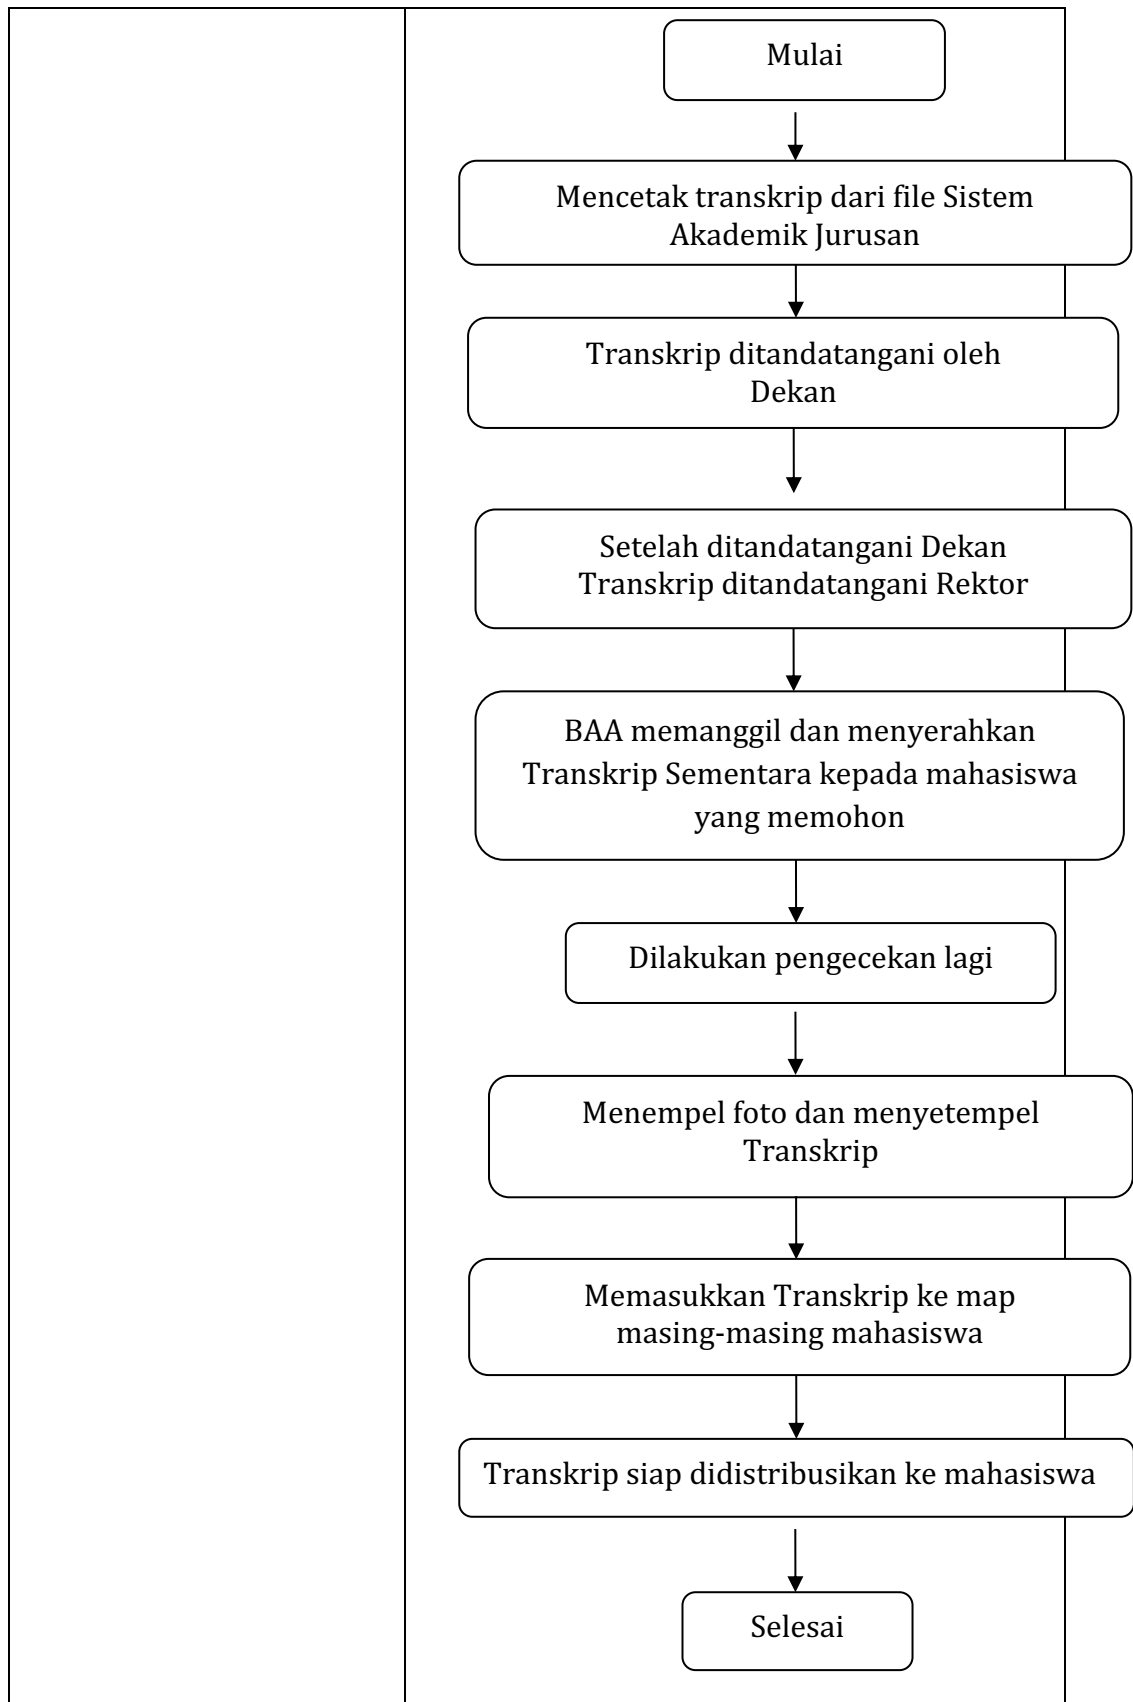 Mulai
Mencetak transkrip dari file Sistem
Akademik Jurusan
Transkrip ditandatangani oleh
Dekan
Setelah ditandatangani Dekan
Transkrip ditandatangani Rektor
BAA memanggil dan menyerahkan
Transkrip Sementara kepada mahasiswa
yang memohon
Dilakukan pengecekan lagi
Menempel foto dan menyetempel
Transkrip
Memasukkan Transkrip ke map
masing-masing mahasiswa
Transkrip siap didistribusikan ke mahasiswa
Selesai